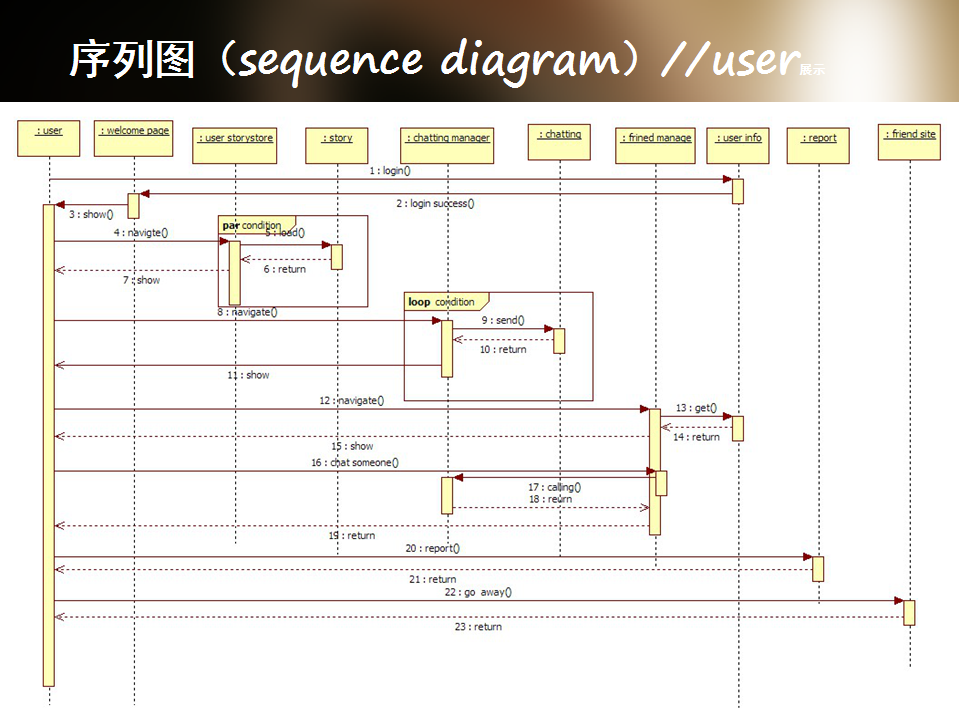 序列图（sequence diagram）//user展示
: user
: welcome page
: user storystore
: story
: chatting manager
: chatting
: frined manage
: user info
: report
: friend site
1 : login()
2 : login success()
3 : show()
4 : navigte()
par condition
5 : load()
6 : return
7 : show
8 : navigate()
loop condition
9 : send()
10 : return
11 : show
12 : navigate()
13 : get()
14 : return
15 : show
16 : chat someone()
17 : calling()
18 : reurn
19 : return
20 : report()
21 : return
22 : go away()
23 : return